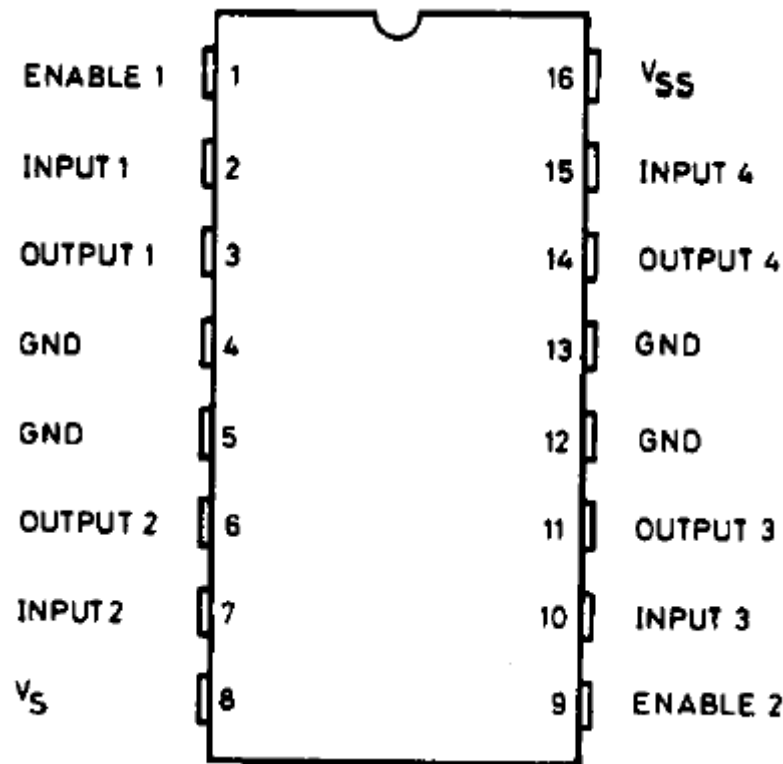 ENABLE 1 1 16 VSS
INPUT 1 2 15 INPUT 4
OUTPUT 1 3 14 OUTPUT 4
GND 4 13 GND
GND 5 12 GND
OUTPUT 2 6 11 OUTPUT 3
INPUT 2 7 10 INPUT 3
VS 8 9 ENABLE 2